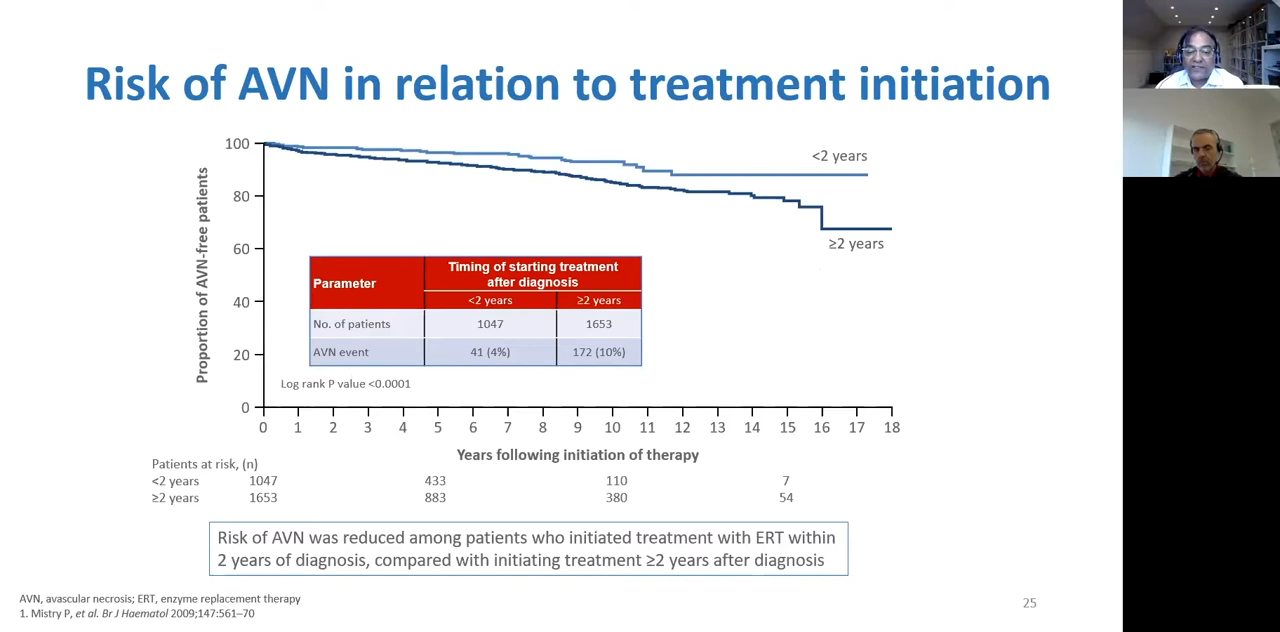 Risk of AVN in relation to treatment initiation
Proportion of AVN-free patients
100
80
60
40
20
0
<2 years
≥2 years
Parameter
Timing of starting treatment
after diagnosis
<2 years ≥2 years
No. of patients 1047 1653
AVN event 41 (4%) 172 (10%)
Log rank P value <0.0001
0 1 2 3 4 5 6 7 8 9 10 11 12 13 14 15 16 17 18
Years following initiation of therapy
Patients at risk, (n)
<2 years 1047 433 110 7
≥2 years 1653 883 380 54
Risk of AVN was reduced among patients who initiated treatment with ERT within
2 years of diagnosis, compared with initiating treatment ≥2 years after diagnosis
AVN, avascular necrosis; ERT, enzyme replacement therapy
1. Mistry P, et al. Br J Haematol 2009;147:561–70
25